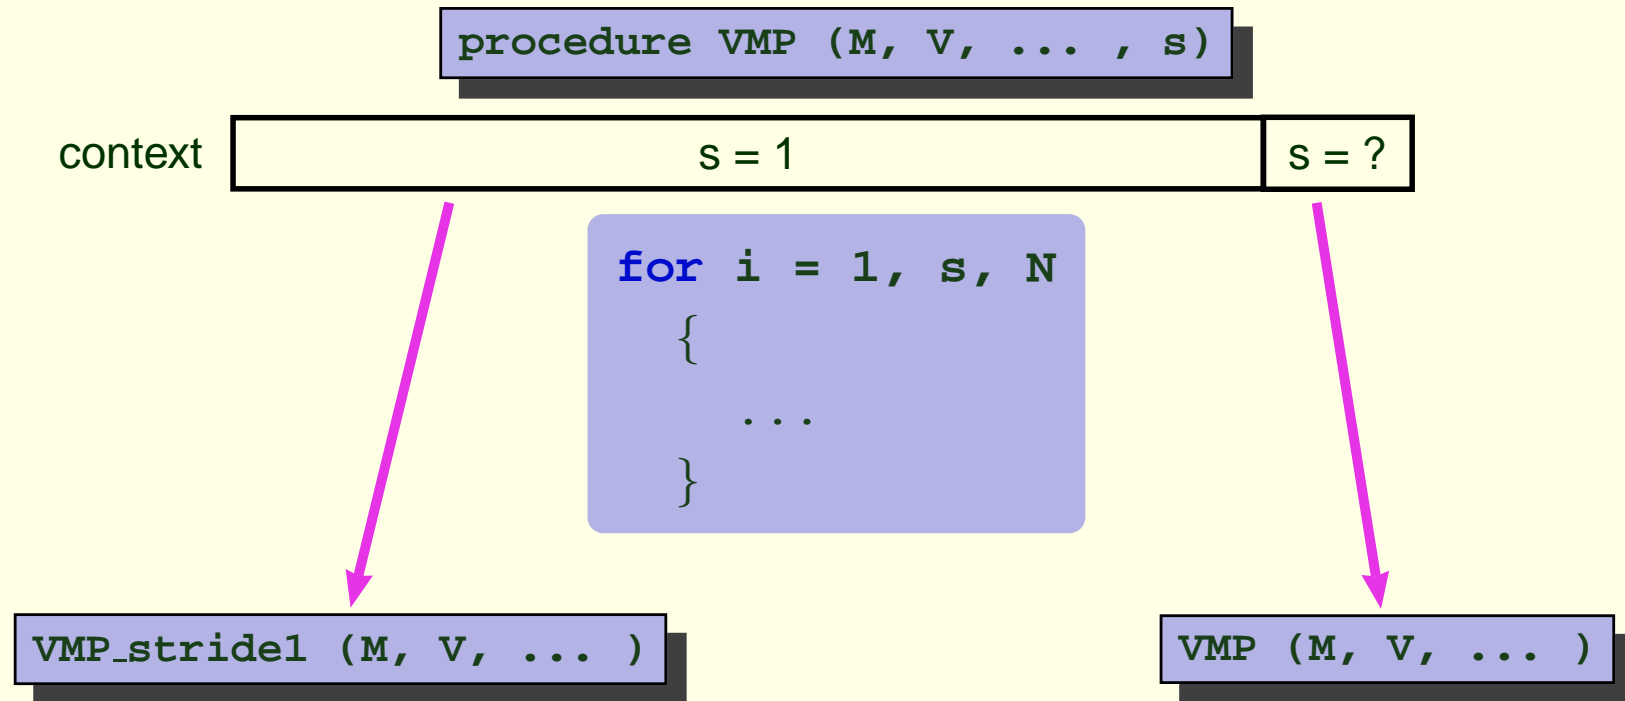 procedure VMP (M, V, ... , s)
context s = 1 s = ?
for i = 1, s, N
{
...
}
VMP_stride1 (M, V, ... ) VMP (M, V, ... )